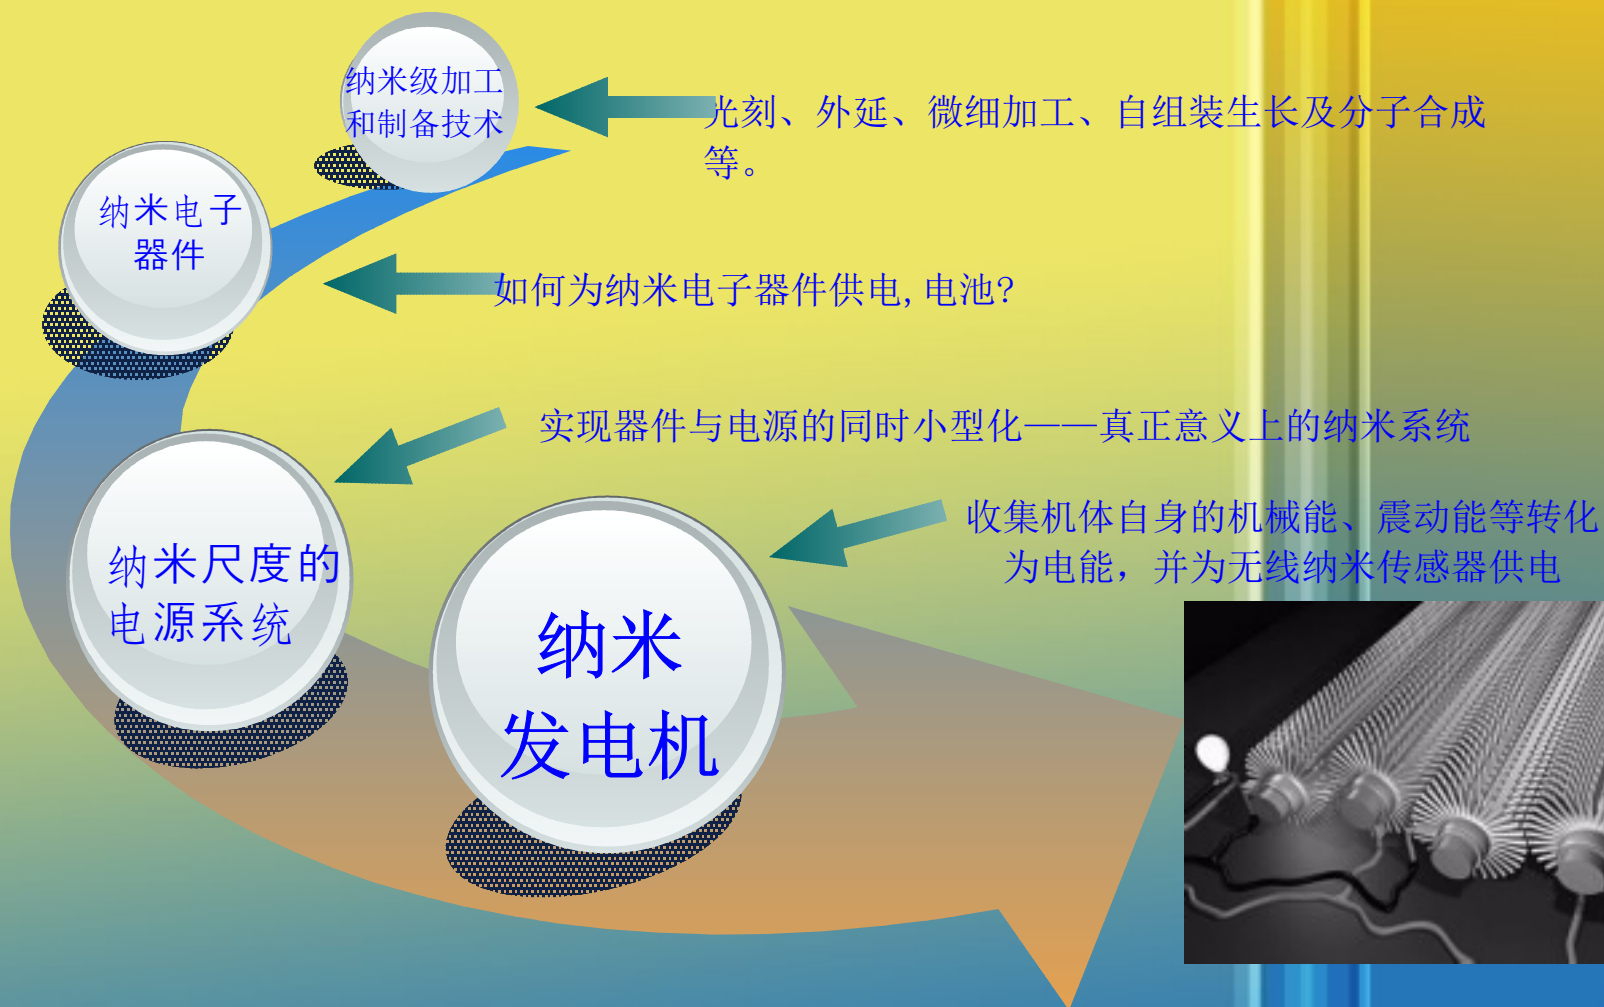 纳米级加工
和制备技术
光刻、外延、微细加工、自组装生长及分子合成
等。
纳米电子
器件
如何为纳米电子器件供电,电池?
实现器件与电源的同时小型化——真正意义上的纳米系统
纳米尺度的
电源系统
收集机体自身的机械能、震动能等转化
为电能，并为无线纳米传感器供电
纳米
发电机